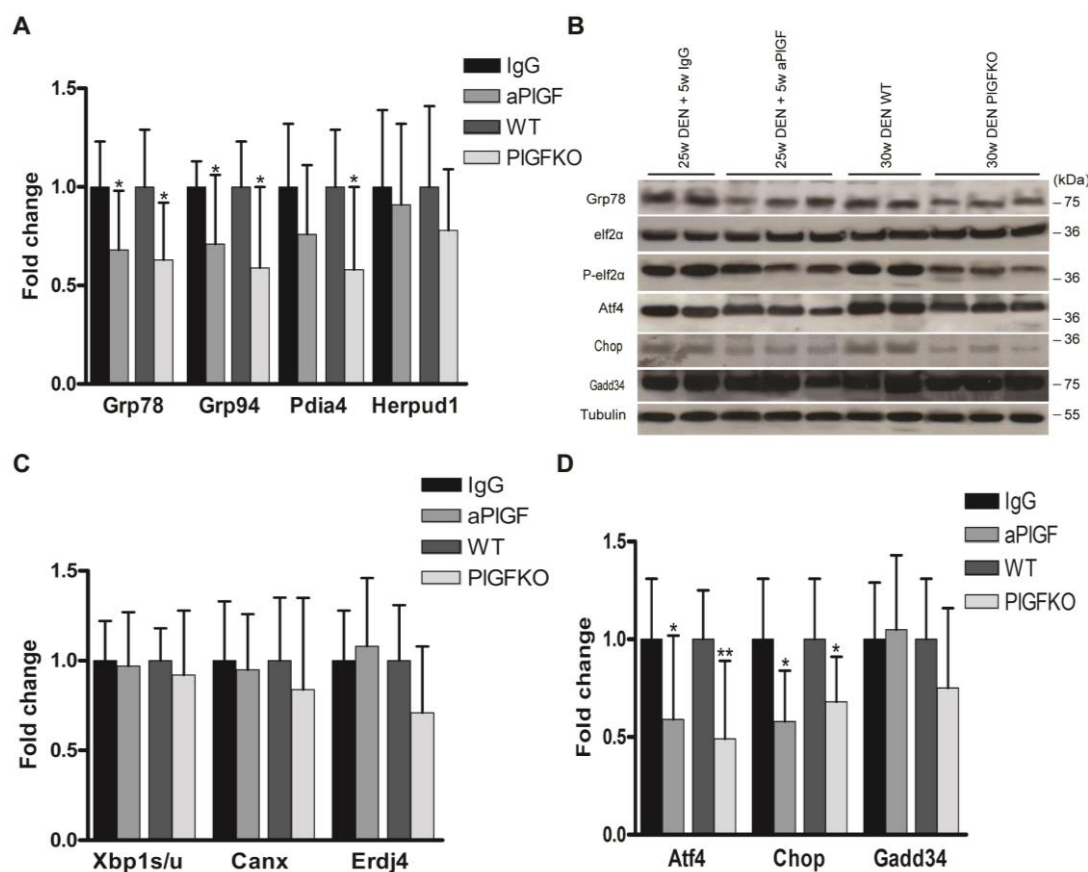 A
Fold change
1.5
1.0
0.5
0.0
* * * * *
Grp78 Grp94 Pdia4 Herpud1
IgG
aPlGF
WT
PlGFKO
B
25w DEN + 5w IgG
25w DEN + 5w aPlGF
30w DEN WT
30w DEN PlGFKO
(kDa)
Grp78 – 75
eIf2α – 36
P-eIf2α – 36
Atf4 – 36
Chop – 36
Gadd34 – 75
Tubulin – 55
C
Fold change
1.5
1.0
0.5
0.0
Xbp1s/u Canx Erdj4
IgG
aPlGF
WT
PlGFKO
D
Fold change
1.5
1.0
0.5
0.0
* ** * *
Atf4 Chop Gadd34
IgG
aPlGF
WT
PlGFKO